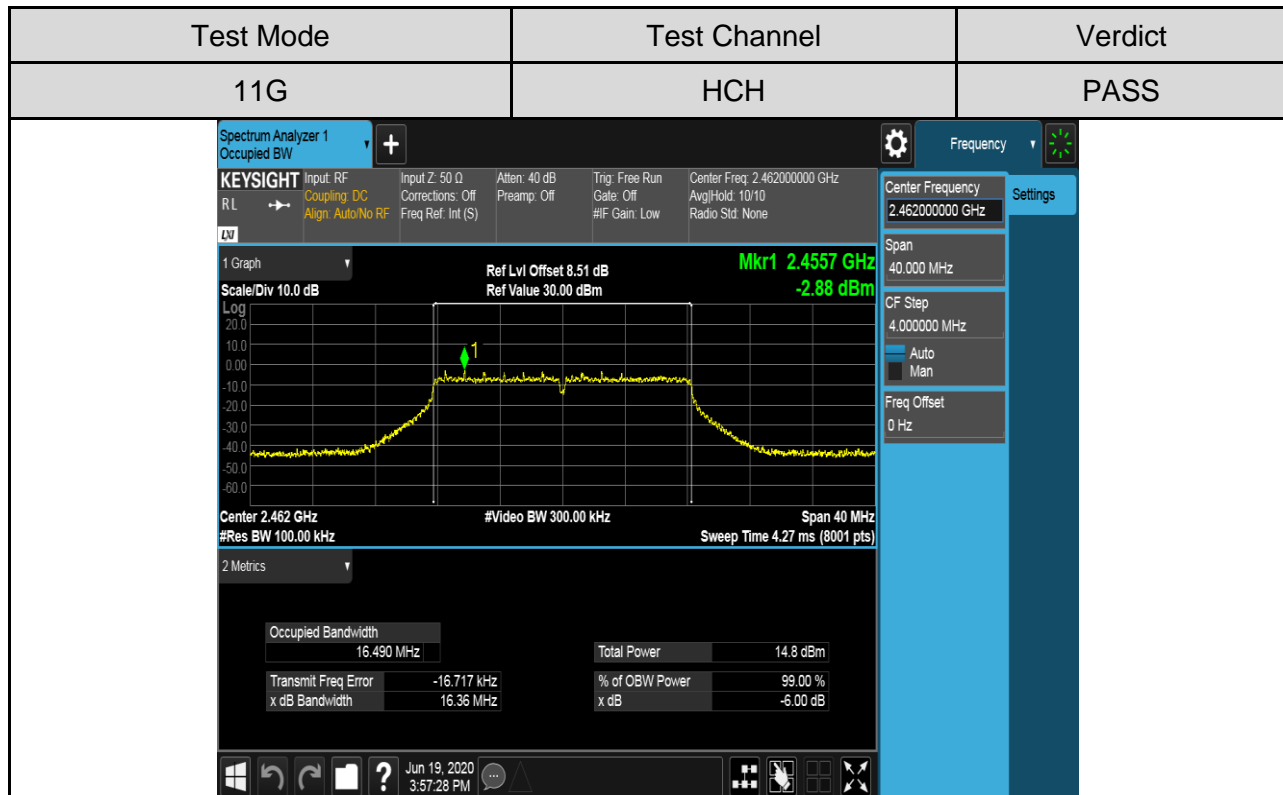 Test Mode Test Channel Verdict
11G HCH PASS
Spectrum Analyzer 1
Occupied BW
+
Frequency
KEYSIGHT
RL
LXI
Input: RF
Coupling: DC
Align: Auto/No RF
Input Z: 50 Ω
Corrections: Off
Freq Ref: Int (S)
Atten: 40 dB
Preamp: Off
Trig: Free Run
Gate: Off
#IF Gain: Low
Center Freq: 2.462000000 GHz
Avg|Hold: 10/10
Radio Std: None
Center Frequency
2.462000000 GHz
Settings
Span
40.000 MHz
CF Step
4.000000 MHz
Auto
Man
Freq Offset
0 Hz
1 Graph
Scale/Div 10.0 dB
Ref Lvl Offset 8.51 dB
Ref Value 30.00 dBm
Mkr1 2.4557 GHz
-2.88 dBm
Log
20.0
10.0
0.00
-10.0
-20.0
-30.0
-40.0
-50.0
-60.0
1
Center 2.462 GHz
#Res BW 100.00 kHz
#Video BW 300.00 kHz
Span 40 MHz
Sweep Time 4.27 ms (8001 pts)
2 Metrics
Occupied Bandwidth
16.490 MHz
Total Power 14.8 dBm
Transmit Freq Error -16.717 kHz
% of OBW Power 99.00 %
x dB Bandwidth 16.36 MHz
x dB -6.00 dB
?
Jun 19, 2020
3:57:28 PM